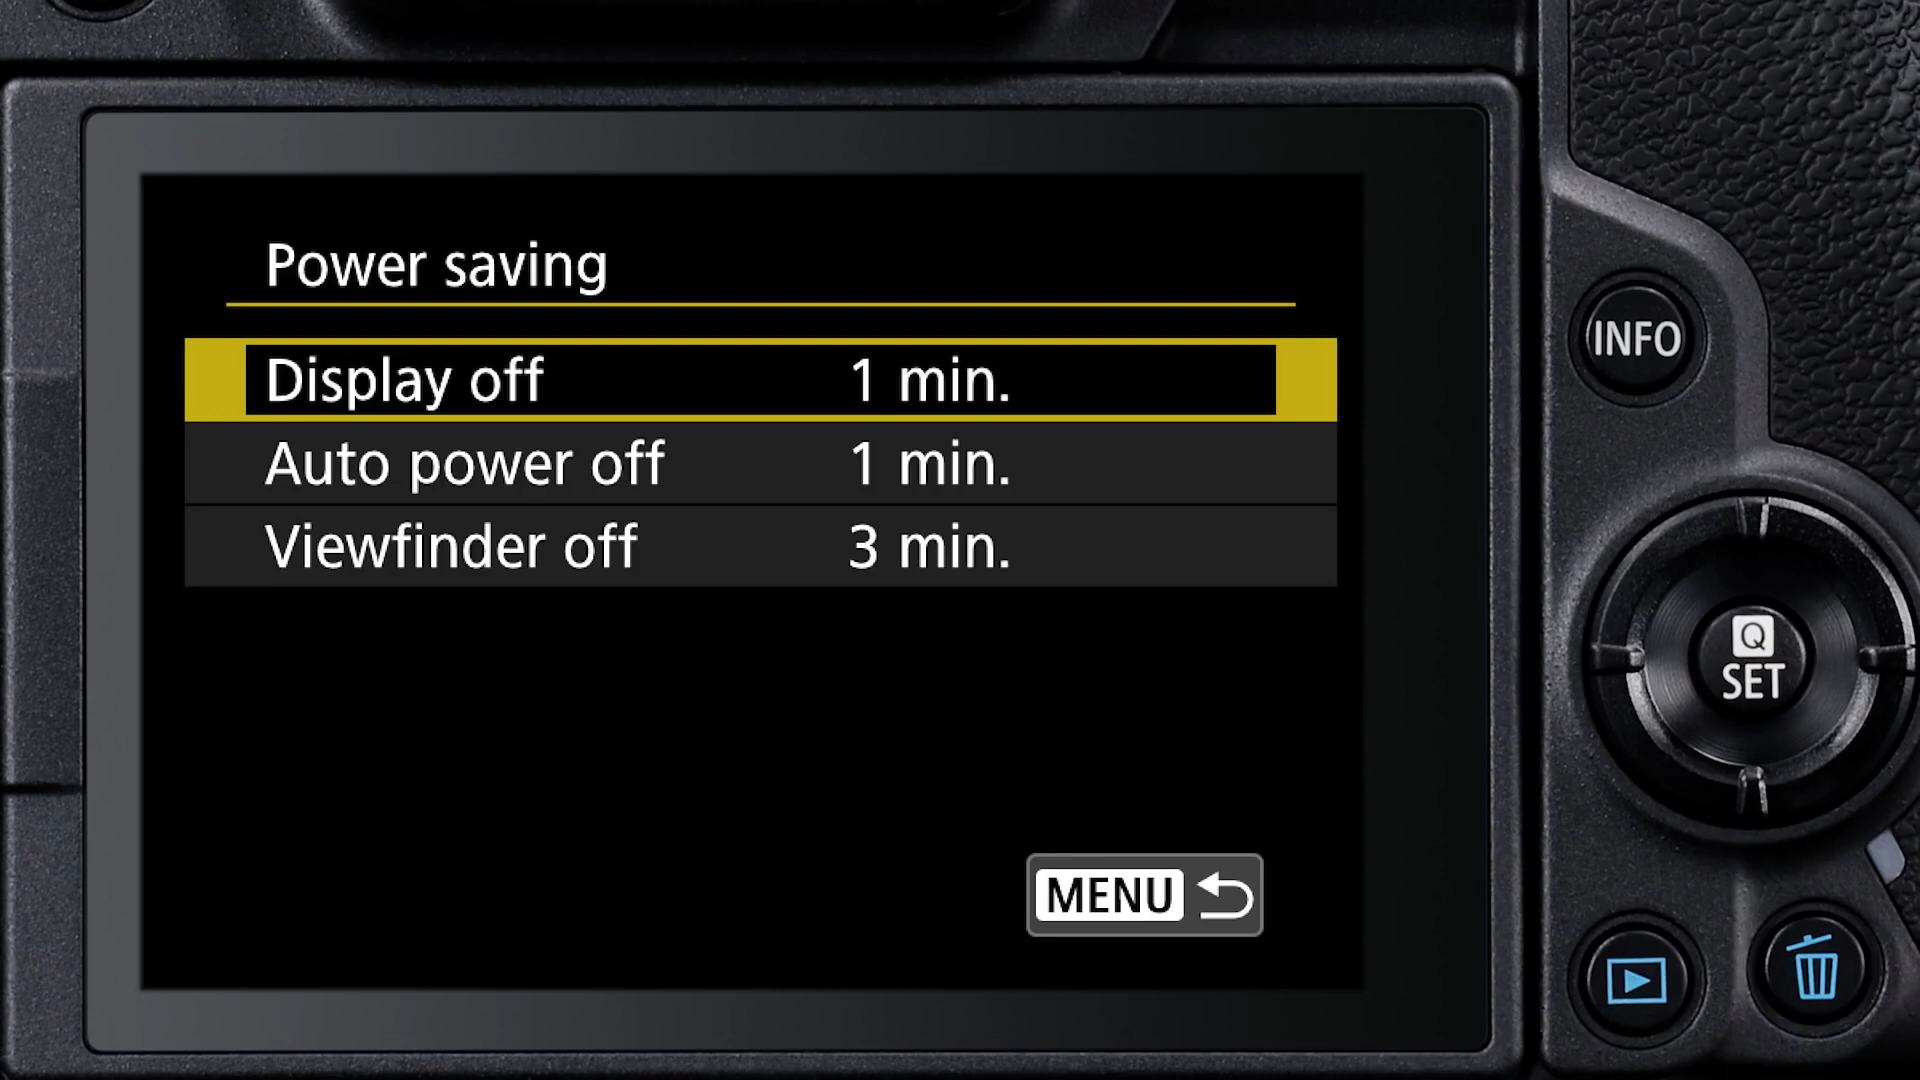 Power saving
Display off 1 min.
Auto power off 1 min.
Viewfinder off 3 min.
MENU
INFO
Q
SET